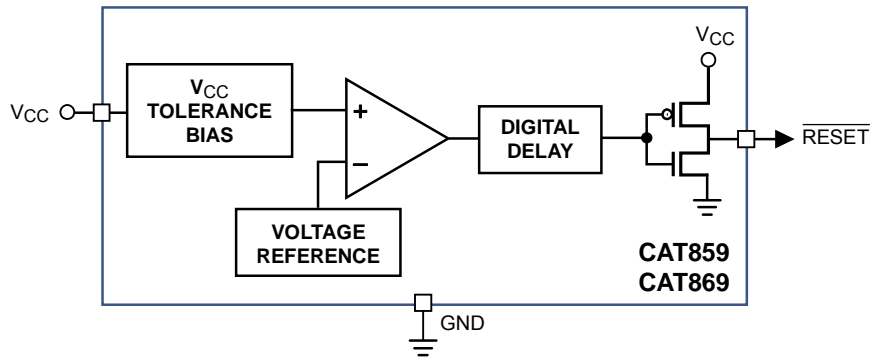 VCC
VCC
TOLERANCE
BIAS
+
−
VOLTAGE
REFERENCE
DIGITAL
DELAY
VCC
RESET
CAT859
CAT869
GND